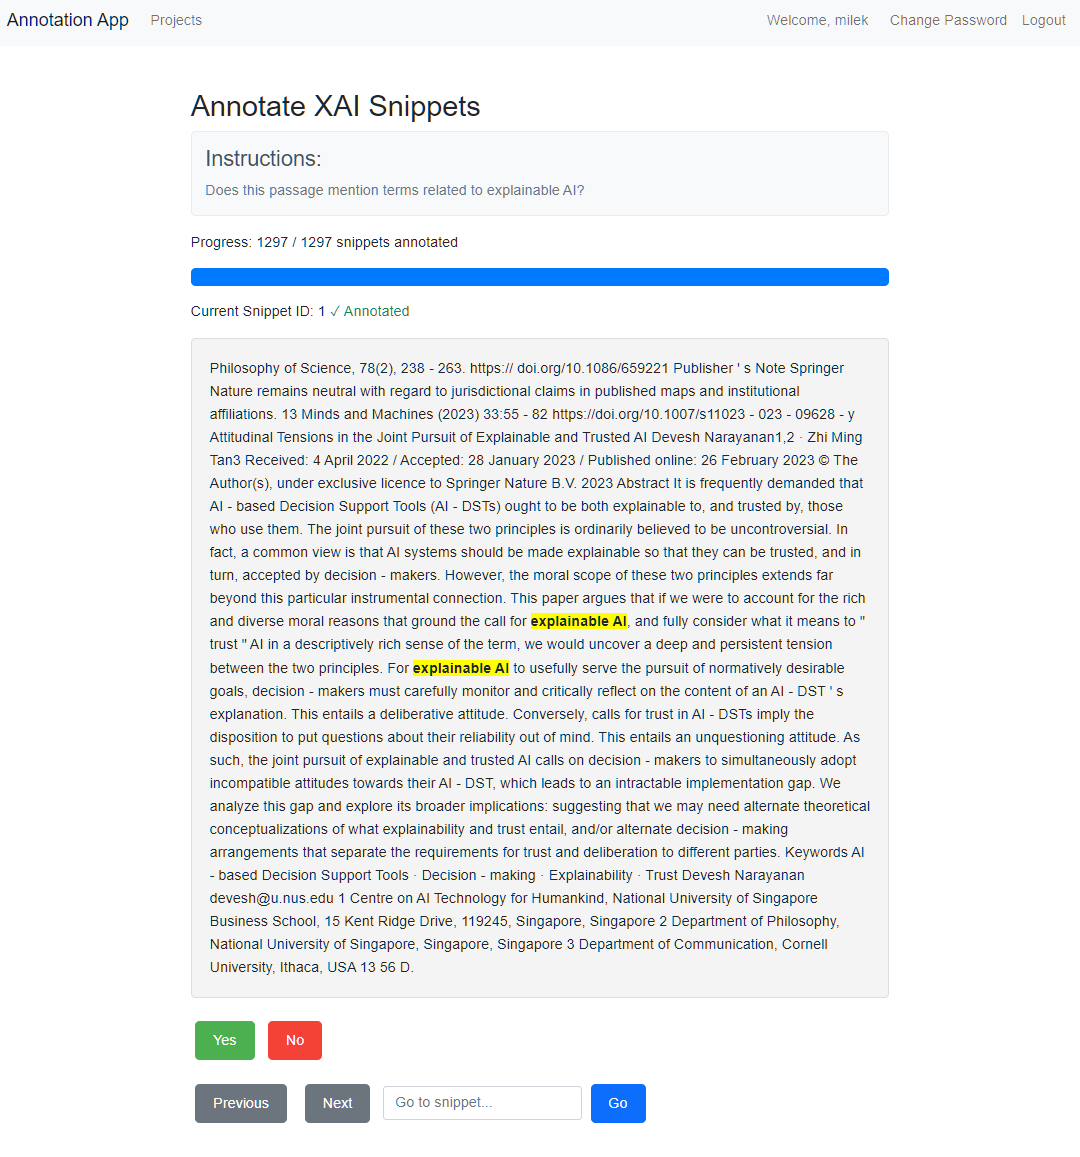 Annotation App Projects Welcome, milek Change Password Logout
Annotate XAI Snippets
Instructions:
Does this passage mention terms related to explainable AI?
Progress: 1297 / 1297 snippets annotated
Current Snippet ID: 1 ✓ Annotated
Philosophy of Science, 78(2), 238 - 263. https:// doi.org/10.1086/659221 Publisher ' s Note Springer
Nature remains neutral with regard to jurisdictional claims in published maps and institutional
affiliations. 13 Minds and Machines (2023) 33:55 - 82 https://doi.org/10.1007/s11023 - 023 - 09628 - y
Attitudinal Tensions in the Joint Pursuit of Explainable and Trusted AI Devesh Narayanan1,2 · Zhi Ming
Tan3 Received: 4 April 2022 / Accepted: 28 January 2023 / Published online: 26 February 2023 © The
Author(s), under exclusive licence to Springer Nature B.V. 2023 Abstract It is frequently demanded that
AI - based Decision Support Tools (AI - DSTs) ought to be both explainable to, and trusted by, those
who use them. The joint pursuit of these two principles is ordinarily believed to be uncontroversial. In
fact, a common view is that AI systems should be made explainable so that they can be trusted, and in
turn, accepted by decision - makers. However, the moral scope of these two principles extends far
beyond this particular instrumental connection. This paper argues that if we were to account for the rich
and diverse moral reasons that ground the call for explainable AI, and fully consider what it means to "
trust " AI in a descriptively rich sense of the term, we would uncover a deep and persistent tension
between the two principles. For explainable AI to usefully serve the pursuit of normatively desirable
goals, decision - makers must carefully monitor and critically reflect on the content of an AI - DST ' s
explanation. This entails a deliberative attitude. Conversely, calls for trust in AI - DSTs imply the
disposition to put questions about their reliability out of mind. This entails an unquestioning attitude. As
such, the joint pursuit of explainable and trusted AI calls on decision - makers to simultaneously adopt
incompatible attitudes towards their AI - DST, which leads to an intractable implementation gap. We
analyze this gap and explore its broader implications: suggesting that we may need alternate theoretical
conceptualizations of what explainability and trust entail, and/or alternate decision - making
arrangements that separate the requirements for trust and deliberation to different parties. Keywords AI
- based Decision Support Tools · Decision - making · Explainability · Trust Devesh Narayanan
devesh@u.nus.edu 1 Centre on AI Technology for Humankind, National University of Singapore
Business School, 15 Kent Ridge Drive, 119245, Singapore, Singapore 2 Department of Philosophy,
National University of Singapore, Singapore, Singapore 3 Department of Communication, Cornell
University, Ithaca, USA 13 56 D.
Yes No
Previous Next Go to snippet... Go